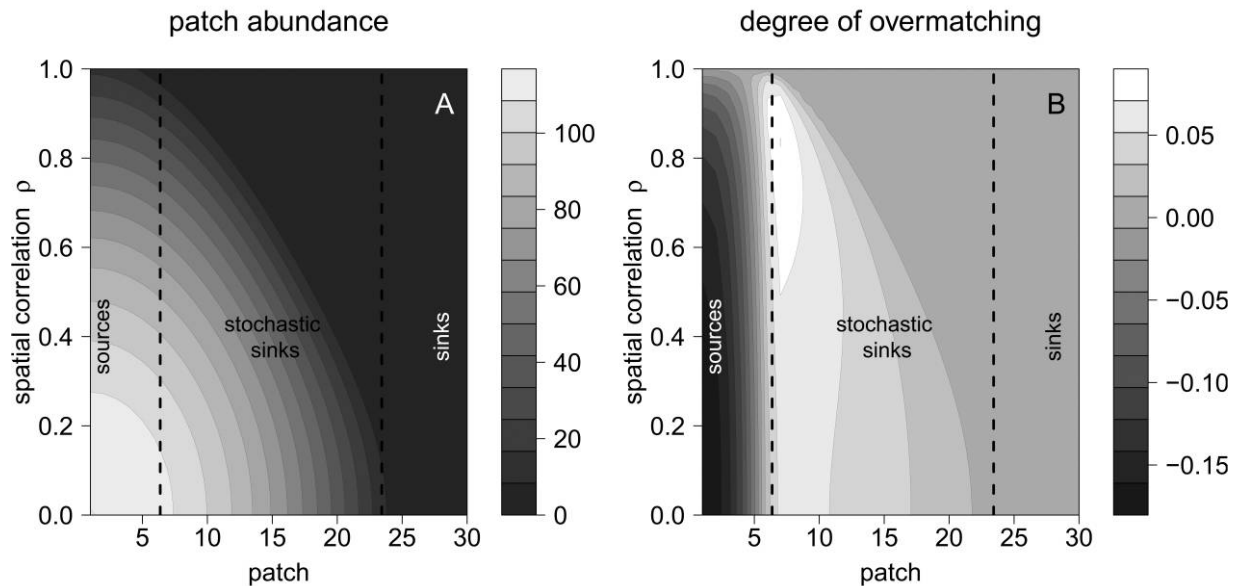 patch abundance
A
spatial correlation ρ
1.0
0.8
0.6
0.4
0.2
0.0
sources
stochastic
sinks
sinks
5
10
15
20
25
30
patch
100
80
60
40
20
0
degree of overmatching
B
spatial correlation ρ
1.0
0.8
0.6
0.4
0.2
0.0
sources
stochastic
sinks
sinks
5
10
15
20
25
30
patch
0.05
0.00
−0.05
−0.10
−0.15